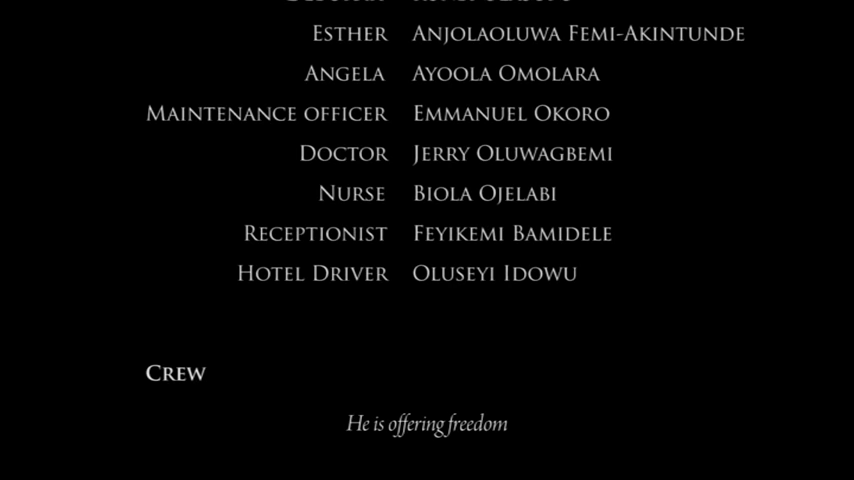 Esther Anjolaoluwa Femi-Akintunde
Angela Ayoola Omolara
Maintenance officer Emmanuel Okoro
Doctor Jerry Oluwagbemi
Nurse Biola Ojelabi
Receptionist Feyikemi Bamidele
Hotel Driver Oluseyi Idowu
Crew
He is offering freedom